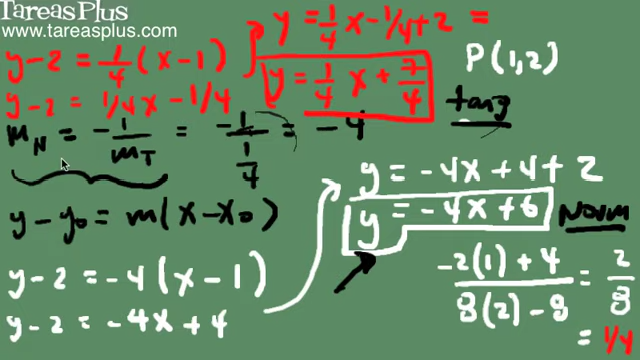 TareasPlus
www.tareasplus.com
y = 1/4 x - 1/4 + 2 =
y - 2 = 1/4 (x - 1)
y = 1/4 x + 7/4
P(1,2)
y - 2 = 1/4x - 1/4
tang
m_N = -1/m_T = -1/(1/4) = -4
y = -4x + 4 + 2
y - y₀ = m(x - x₀)
y = -4x + 6
Norm
y - 2 = -4(x - 1)
(-2(1) + 4)/(8(2) - 8) = 2/8
y - 2 = -4x + 4
= 1/4